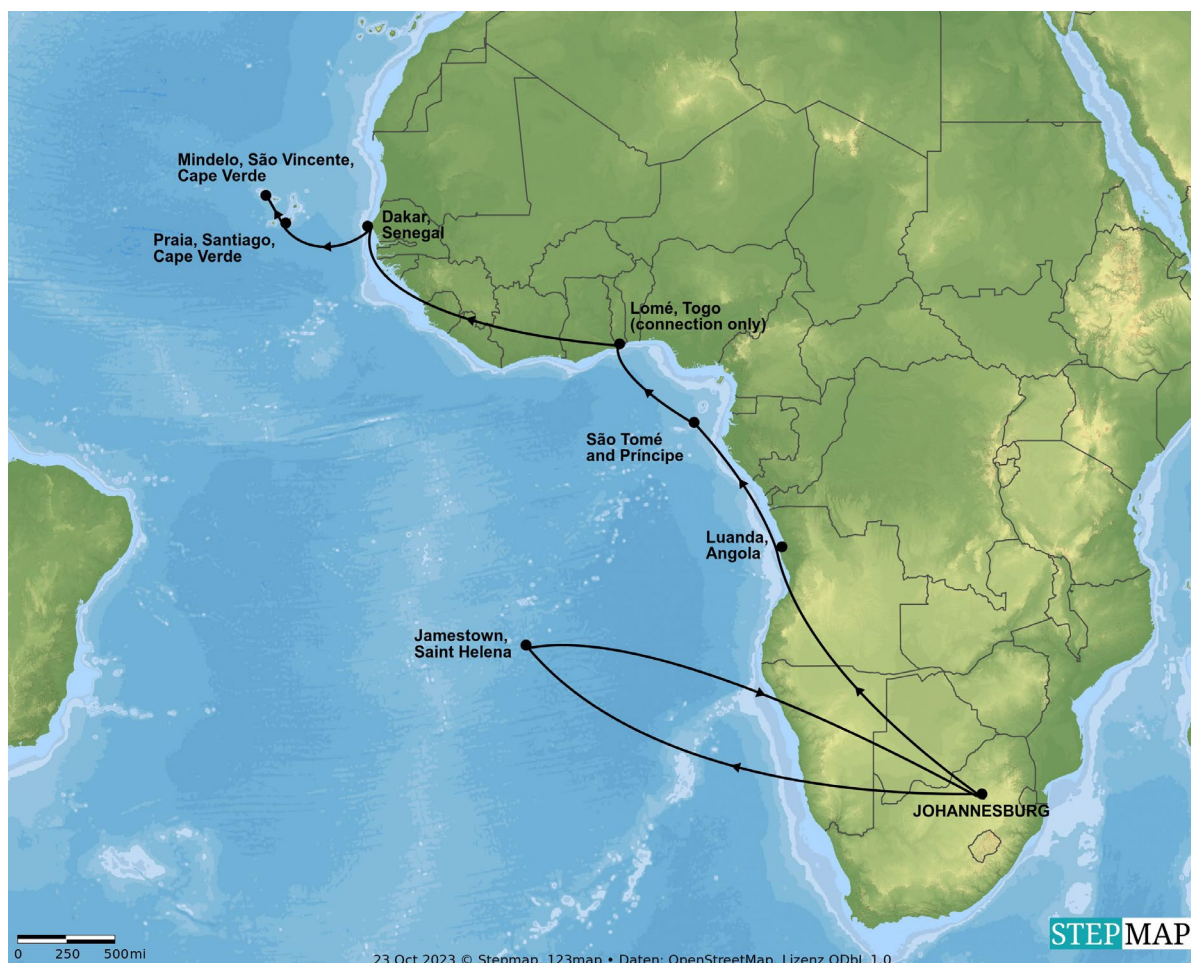 Mindelo, São Vincente,
Cape Verde
Dakar,
Senegal
Praia, Santiago,
Cape Verde
Lomé, Togo
(connection only)
São Tomé
and Príncipe
Luanda,
Angola
Jamestown,
Saint Helena
JOHANNESBURG
STEPMAP
0 250 500mi
23 Oct 2023 © Stepmap, 123map • Daten: OpenStreetMap, Lizenz ODbL 1.0